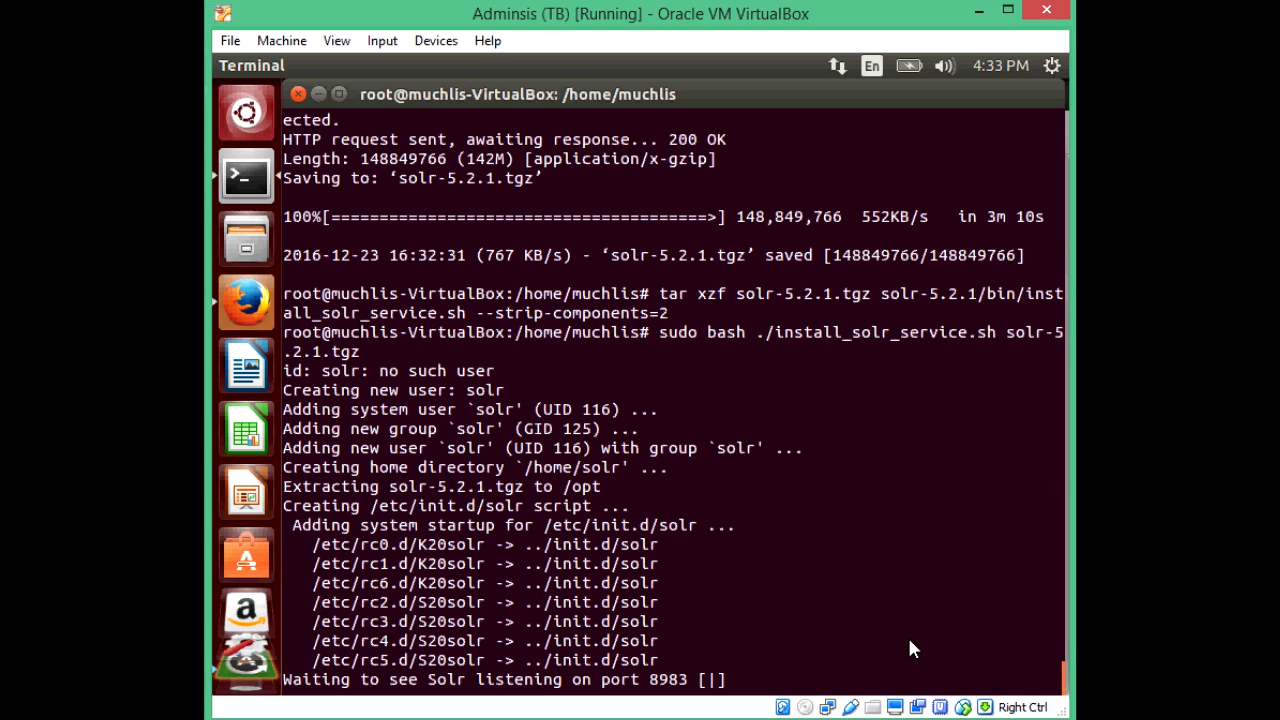 Adminsis (TB) [Running] - Oracle VM VirtualBox
File Machine View Input Devices Help
Terminal En 4:33 PM
root@muchlis-VirtualBox: /home/muchlis
ected.
HTTP request sent, awaiting response... 200 OK
Length: 148849766 (142M) [application/x-gzip]
Saving to: ‘solr-5.2.1.tgz’
100%[=======================================>] 148,849,766 552KB/s in 3m 10s
2016-12-23 16:32:31 (767 KB/s) - ‘solr-5.2.1.tgz’ saved [148849766/148849766]
root@muchlis-VirtualBox:/home/muchlis# tar xzf solr-5.2.1.tgz solr-5.2.1/bin/inst
all_solr_service.sh --strip-components=2
root@muchlis-VirtualBox:/home/muchlis# sudo bash ./install_solr_service.sh solr-5
.2.1.tgz
id: solr: no such user
Creating new user: solr
Adding system user `solr' (UID 116) ...
Adding new group `solr' (GID 125) ...
Adding new user `solr' (UID 116) with group `solr' ...
Creating home directory `/home/solr' ...
Extracting solr-5.2.1.tgz to /opt
Creating /etc/init.d/solr script ...
Adding system startup for /etc/init.d/solr ...
/etc/rc0.d/K20solr -> ../init.d/solr
/etc/rc1.d/K20solr -> ../init.d/solr
/etc/rc6.d/K20solr -> ../init.d/solr
/etc/rc2.d/S20solr -> ../init.d/solr
/etc/rc3.d/S20solr -> ../init.d/solr
/etc/rc4.d/S20solr -> ../init.d/solr
/etc/rc5.d/S20solr -> ../init.d/solr
Waiting to see Solr listening on port 8983 [|]
Right Ctrl